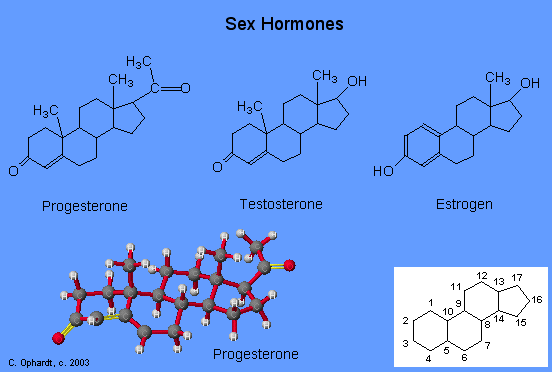 Sex Hormones
H₃C
CH₃
C=O
H₃C
O
Progesterone
CH₃
OH
H₃C
O
Testosterone
CH₃
OH
HO
Estrogen
Progesterone
C. Ophardt, c. 2003
12
17
11
13
16
1
9
2
10
14
15
8
3
5
7
4
6